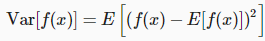 Var[f(x)] = E[(f(x) − E[f(x)])²]